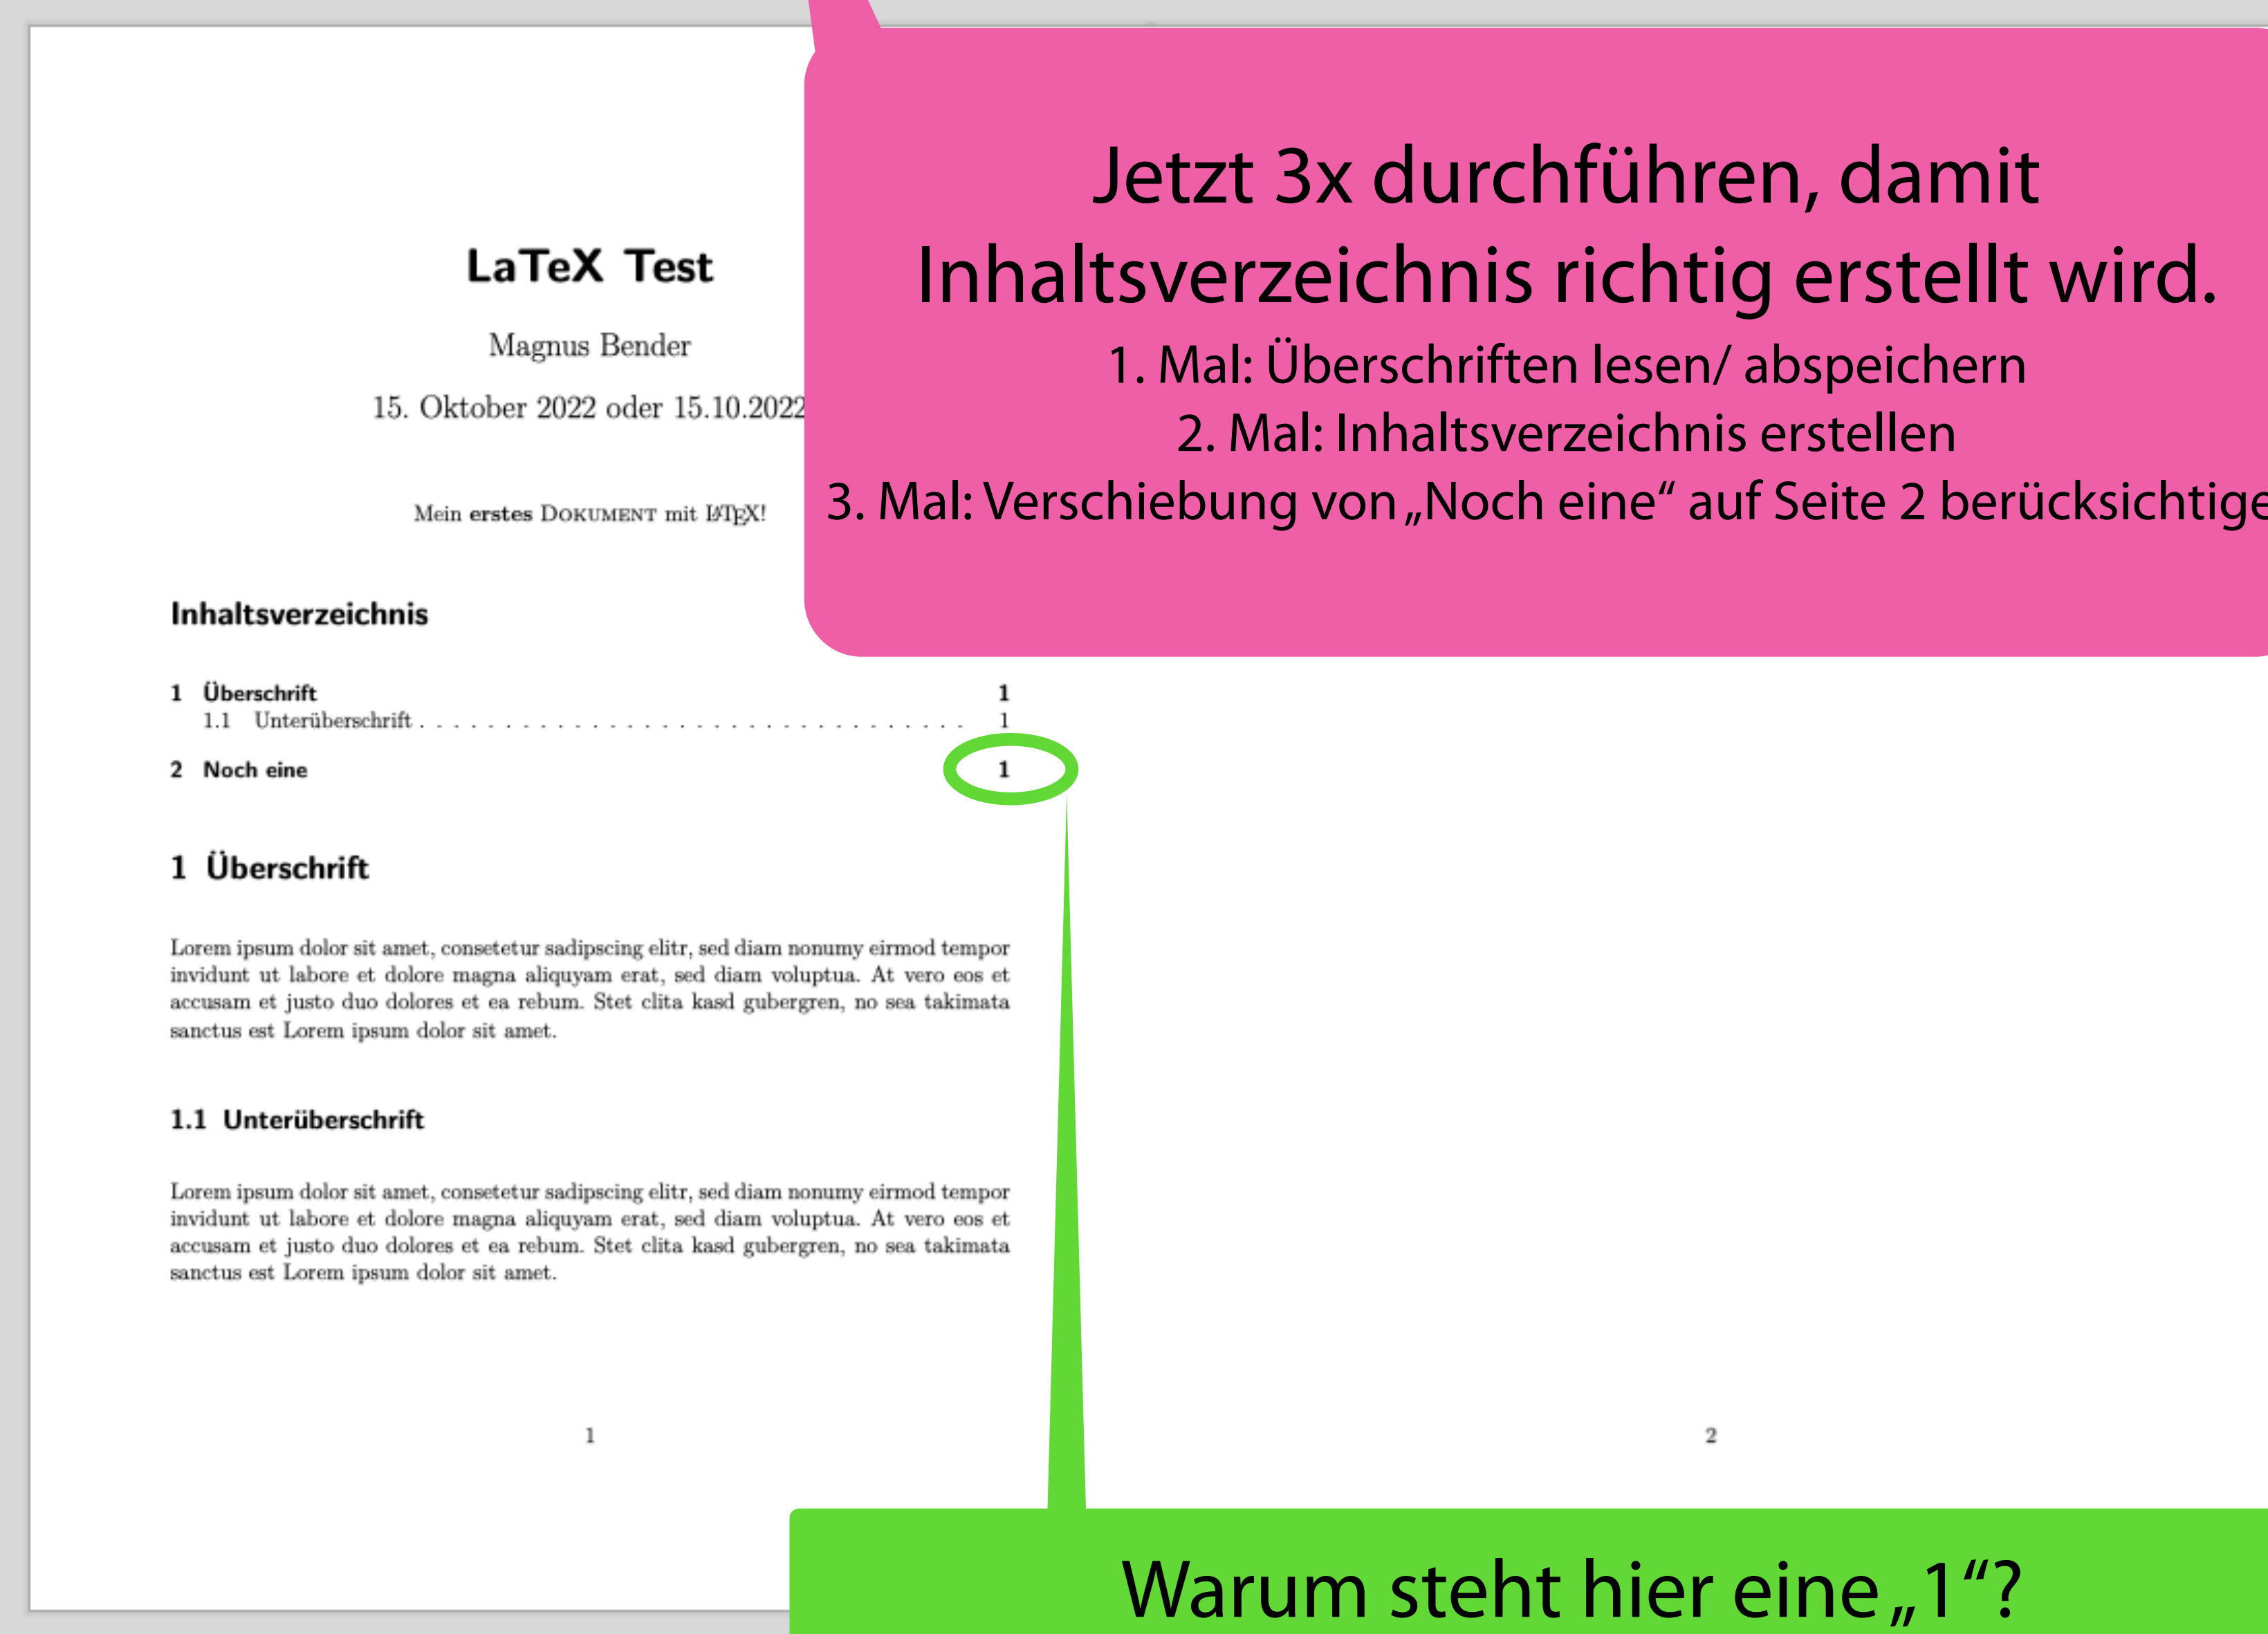 LaTeX Test
Magnus Bender
15. Oktober 2022 oder 15.10.2022
Mein erstes DOKUMENT mit LATEX!
Inhaltsverzeichnis
1 Überschrift 1
1.1 Unterüberschrift . . . . . . . . . . . . . . . . . . . . . . . . . . . . . . . . 1
2 Noch eine 1
1 Überschrift
Lorem ipsum dolor sit amet, consetetur sadipscing elitr, sed diam nonumy eirmod tempor
invidunt ut labore et dolore magna aliquyam erat, sed diam voluptua. At vero eos et
accusam et justo duo dolores et ea rebum. Stet clita kasd gubergren, no sea takimata
sanctus est Lorem ipsum dolor sit amet.
1.1 Unterüberschrift
Lorem ipsum dolor sit amet, consetetur sadipscing elitr, sed diam nonumy eirmod tempor
invidunt ut labore et dolore magna aliquyam erat, sed diam voluptua. At vero eos et
accusam et justo duo dolores et ea rebum. Stet clita kasd gubergren, no sea takimata
sanctus est Lorem ipsum dolor sit amet.
1
Jetzt 3x durchführen, damit
Inhaltsverzeichnis richtig erstellt wird.
1. Mal: Überschriften lesen/ abspeichern
2. Mal: Inhaltsverzeichnis erstellen
3. Mal: Verschiebung von „Noch eine“ auf Seite 2 berücksichtige
2
Warum steht hier eine „1“?